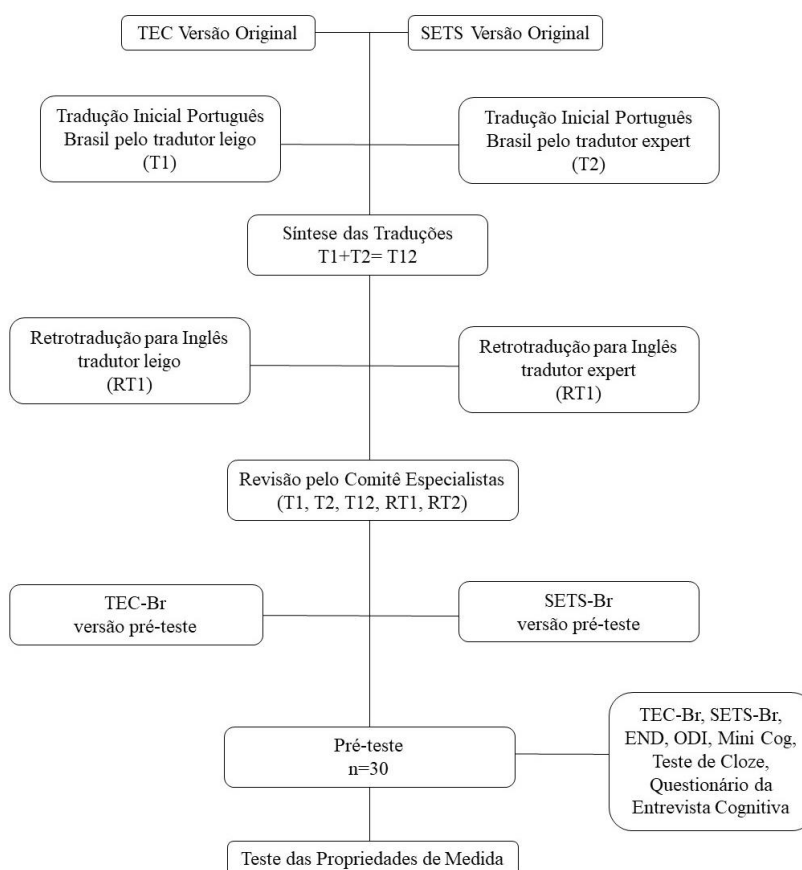 TEC Versão Original
SETS Versão Original
Tradução Inicial Português
Brasil pelo tradutor leigo
(T1)
Tradução Inicial Português
Brasil pelo tradutor expert
(T2)
Síntese das Traduções
T1+T2= T12
Retrotradução para Inglês
tradutor leigo
(RT1)
Retrotradução para Inglês
tradutor expert
(RT1)
Revisão pelo Comitê Especialistas
(T1, T2, T12, RT1, RT2)
TEC-Br
versão pré-teste
SETS-Br
versão pré-teste
Pré-teste
n=30
TEC-Br, SETS-Br,
END, ODI, Mini Cog,
Teste de Cloze,
Questionário da
Entrevista Cognitiva
Teste das Propriedades de Medida